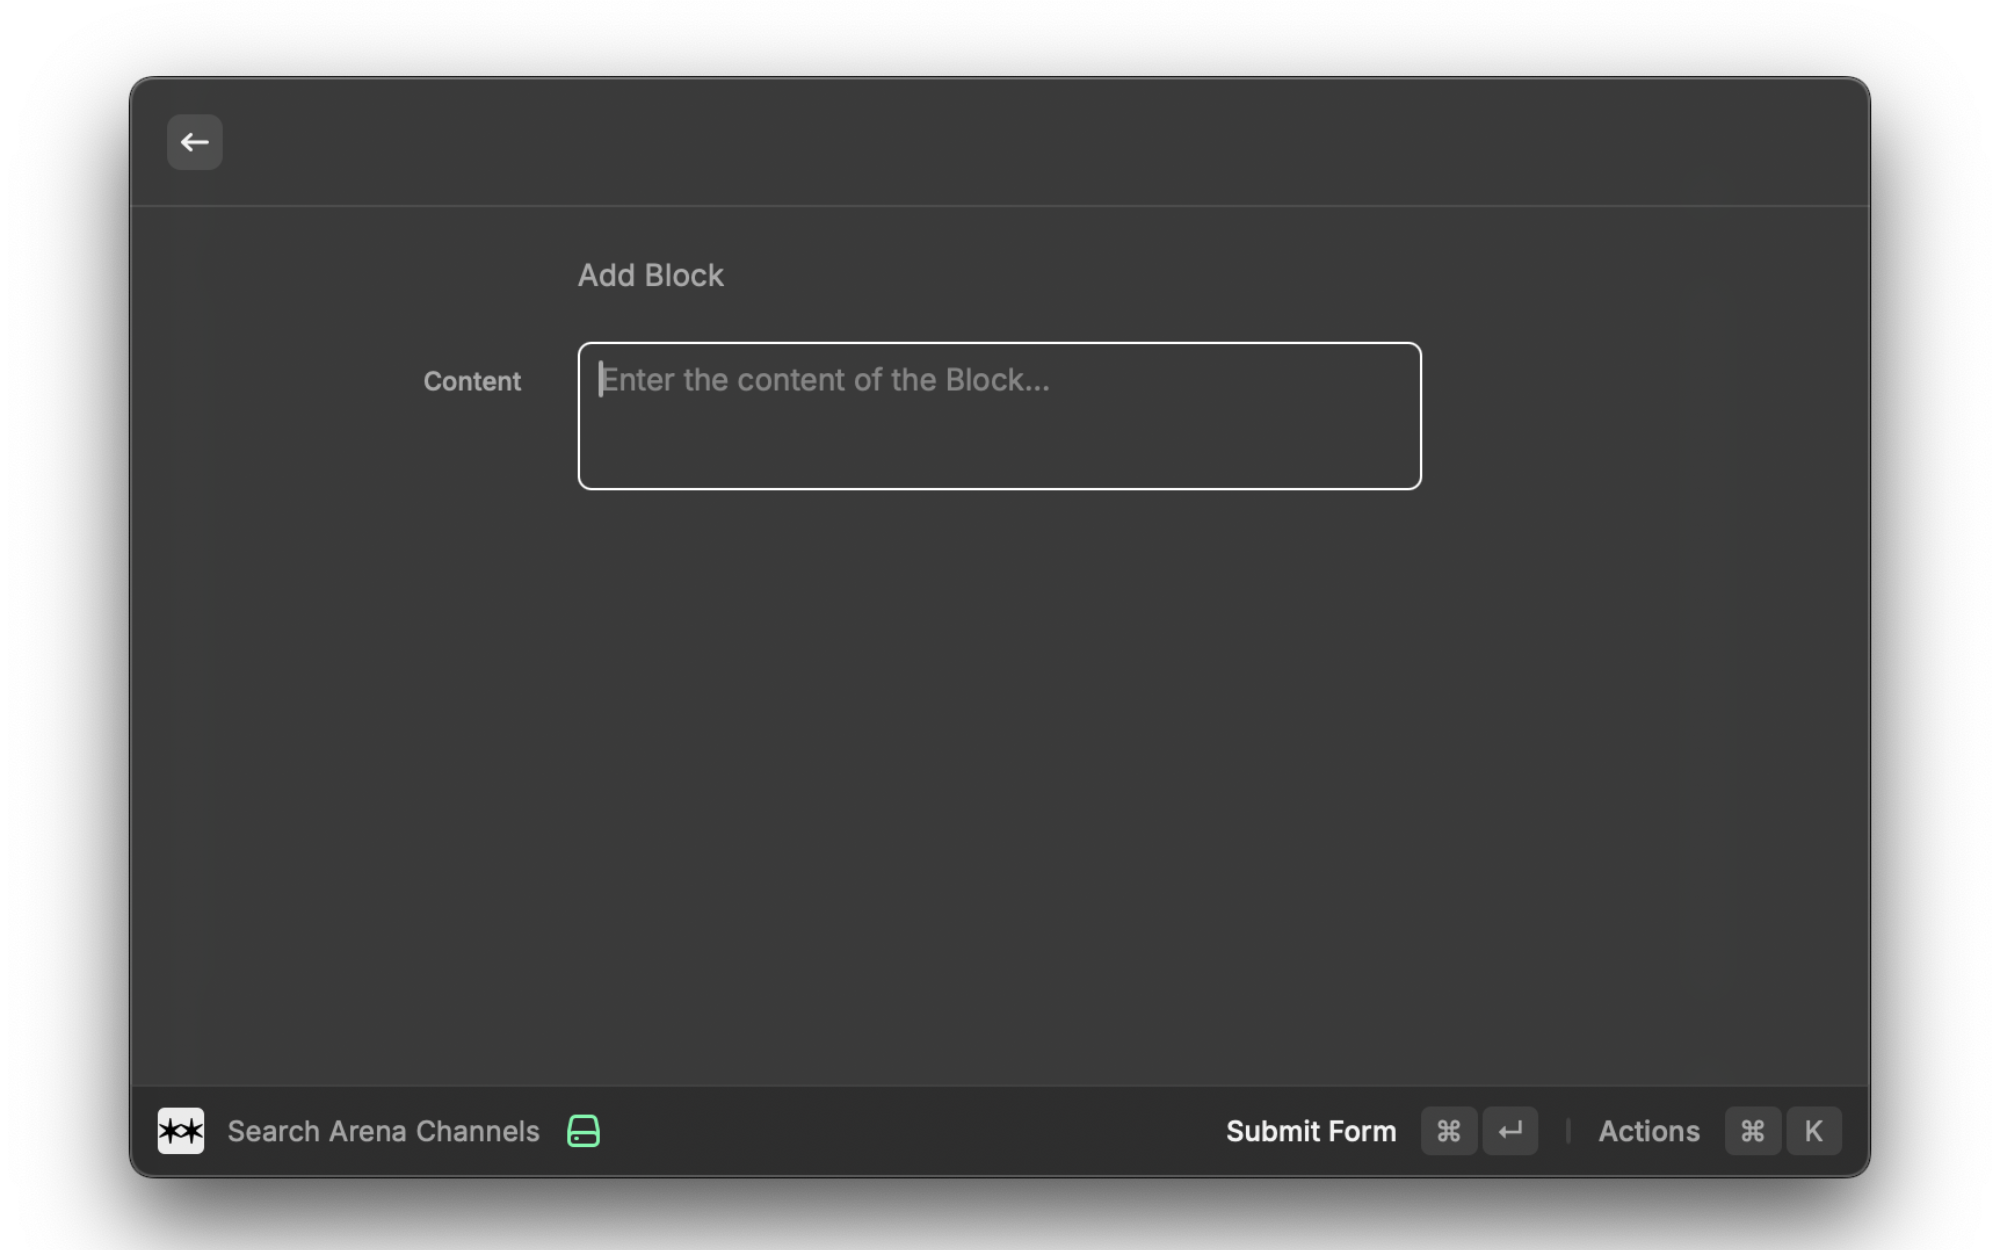 Add Block
Content
Enter the content of the Block...
Search Arena Channels
Submit Form ⌘ ↵ Actions ⌘ K